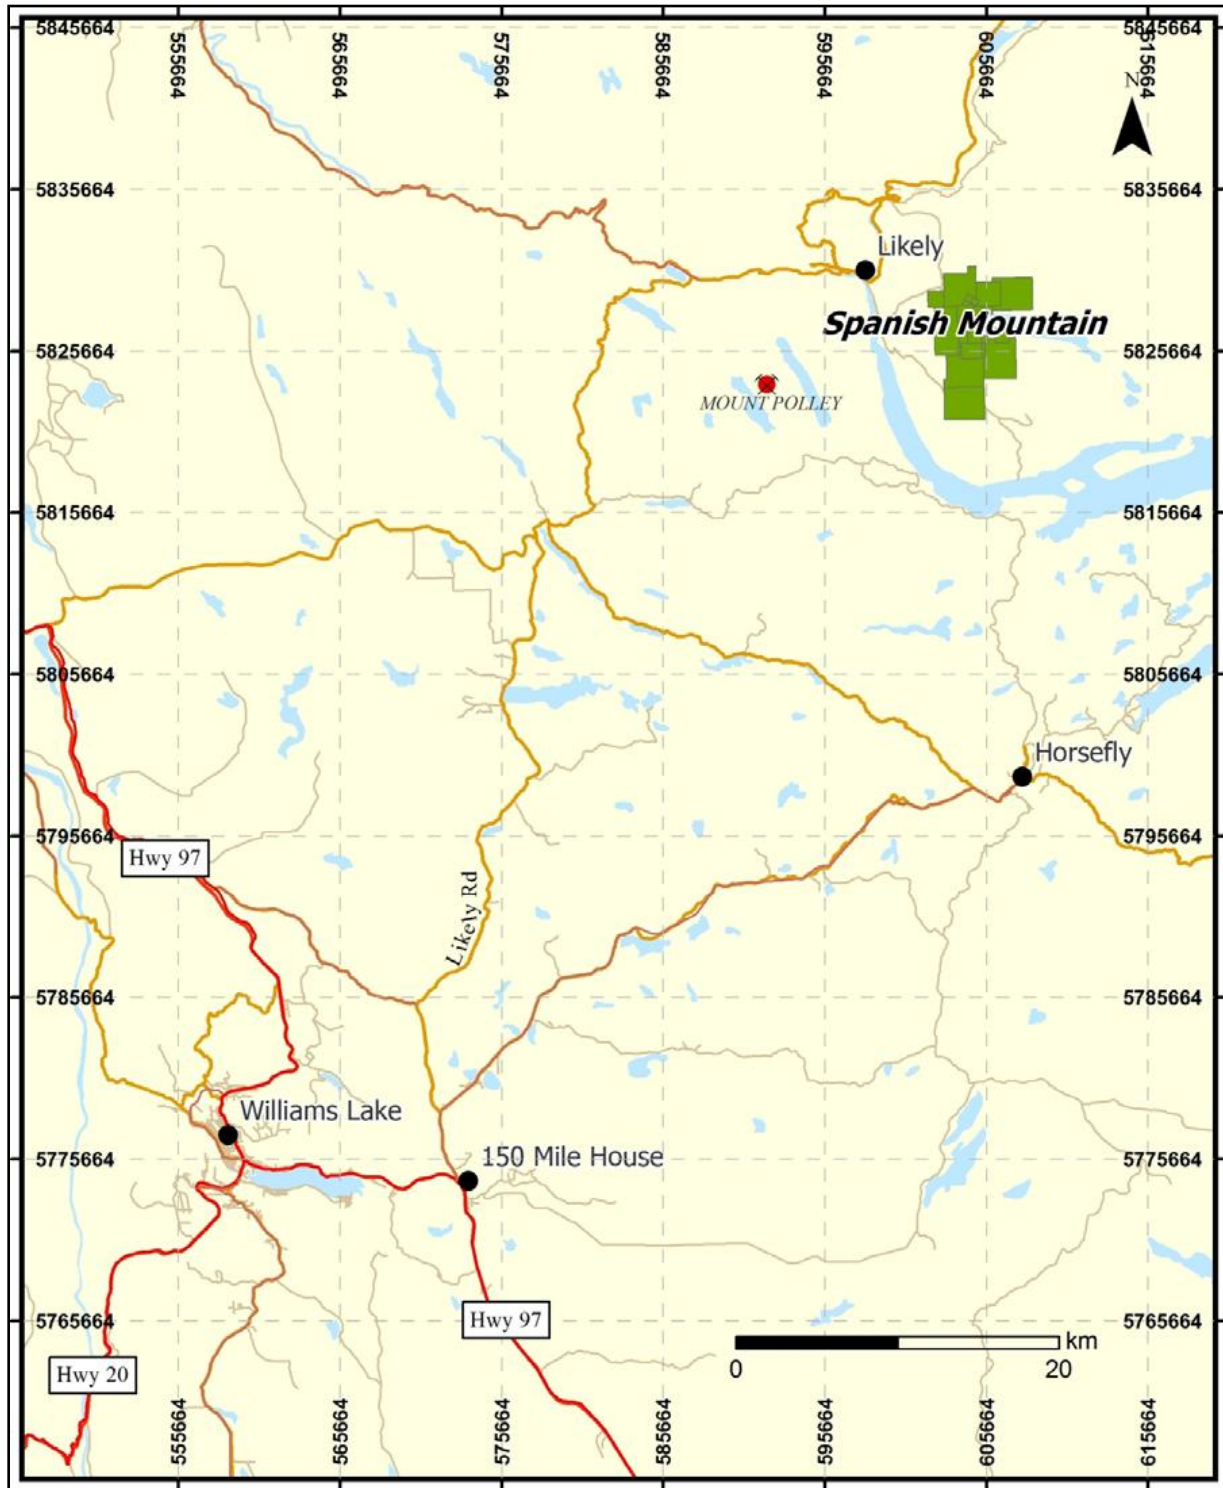 5845664
555664
565664
575664
585664
595664
605664
615664
5845664
N
5835664
5835664
Likely
Spanish Mountain
5825664
5825664
MOUNT POLLEY
5815664
5815664
5805664
5805664
Horsefly
5795664
5795664
Hwy 97
Likely Rd
5785664
5785664
Williams Lake
150 Mile House
5775664
5775664
5765664
5765664
Hwy 97
km
0
20
Hwy 20
555664
565664
575664
585664
595664
605664
615664